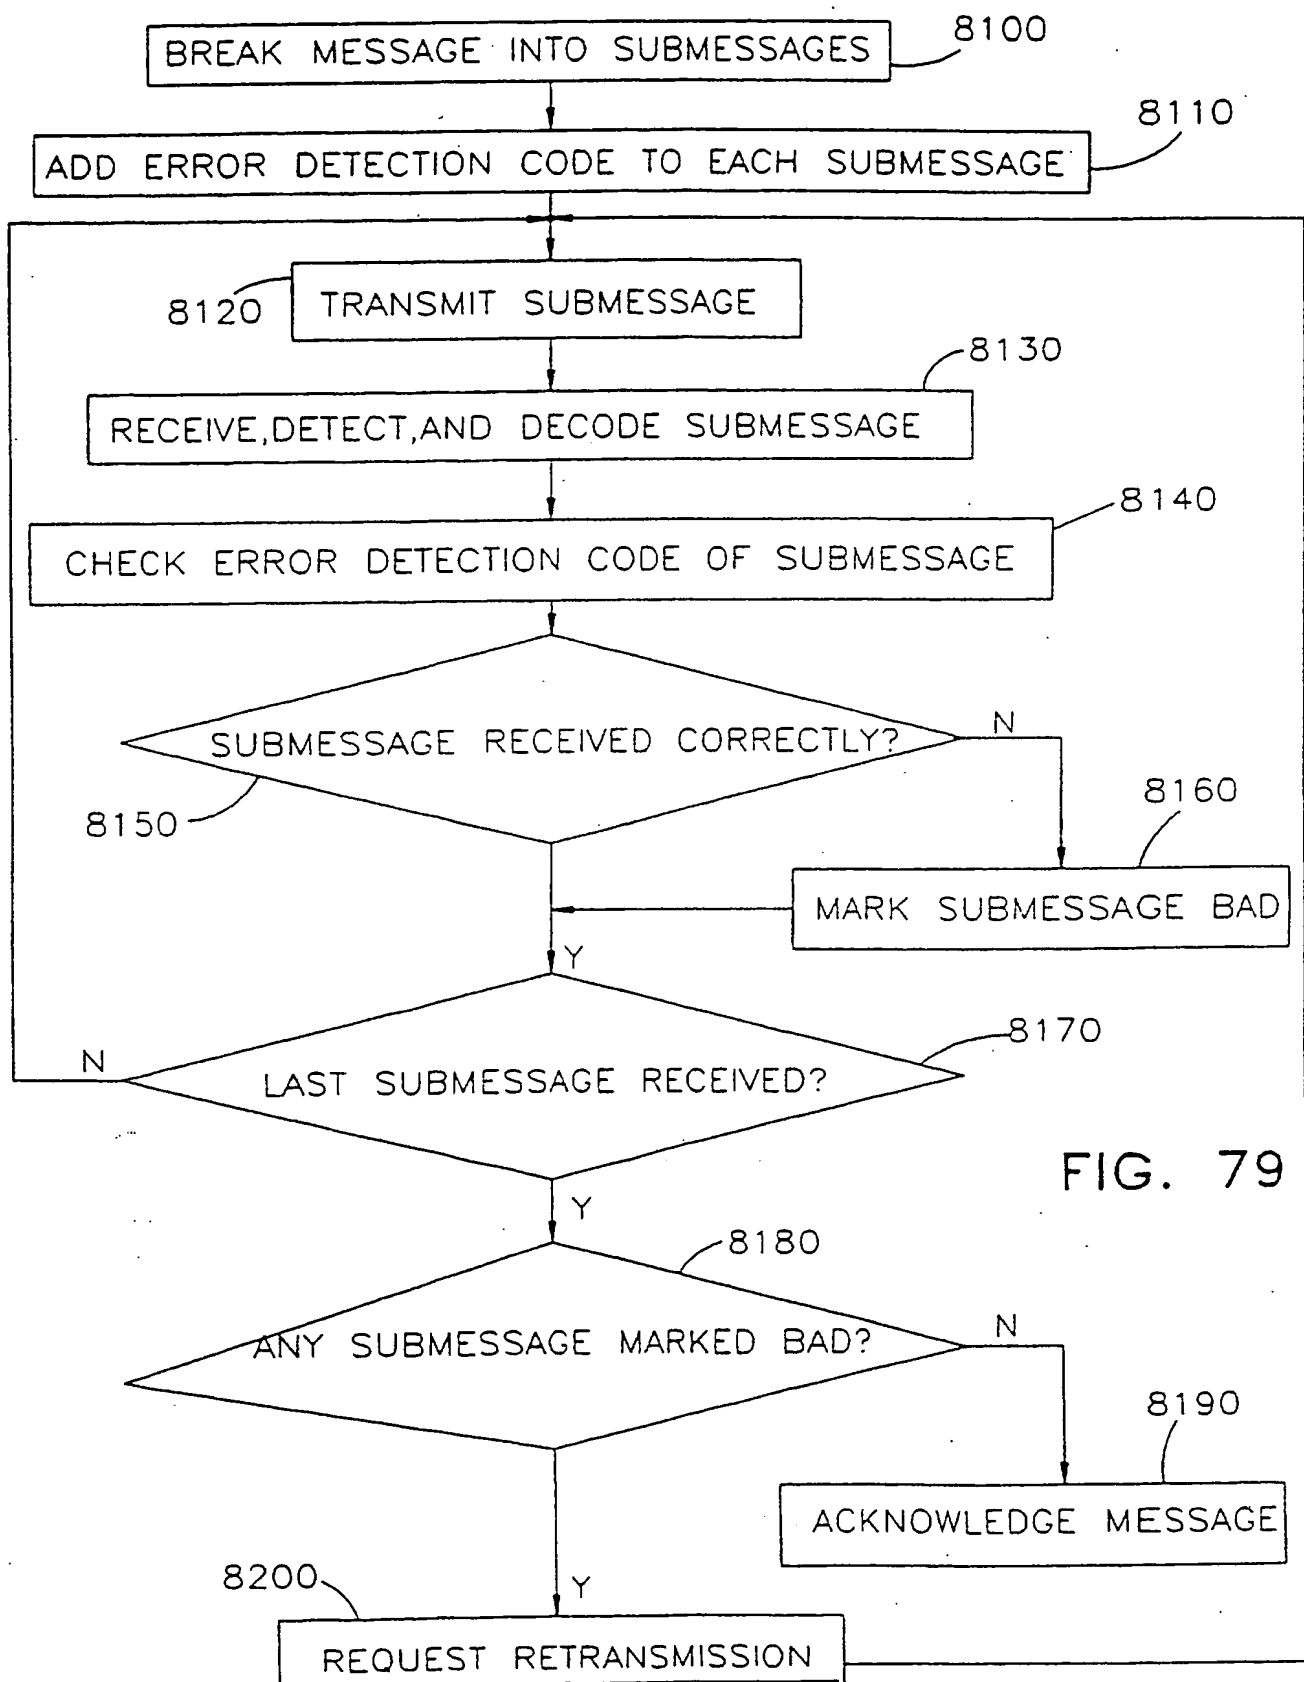 BREAK MESSAGE INTO SUBMESSAGES
8100
ADD ERROR DETECTION CODE TO EACH SUBMESSAGE
8110
8120
TRANSMIT SUBMESSAGE
8130
RECEIVE,DETECT,AND DECODE SUBMESSAGE
8140
CHECK ERROR DETECTION CODE OF SUBMESSAGE
SUBMESSAGE RECEIVED CORRECTLY?
N
8150
8160
MARK SUBMESSAGE BAD
Y
8170
N
LAST SUBMESSAGE RECEIVED?
FIG. 79
Y
8180
ANY SUBMESSAGE MARKED BAD?
N
8190
ACKNOWLEDGE MESSAGE
8200
Y
REQUEST RETRANSMISSION